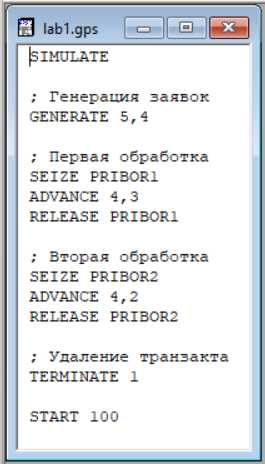 lab1.gps
SIMULATE
; Генерация заявок
GENERATE 5,4
; Первая обработка
SEIZE PRIBOR1
ADVANCE 4,3
RELEASE PRIBOR1
; Вторая обработка
SEIZE PRIBOR2
ADVANCE 4,2
RELEASE PRIBOR2
; Удаление транзакта
TERMINATE 1
START 100